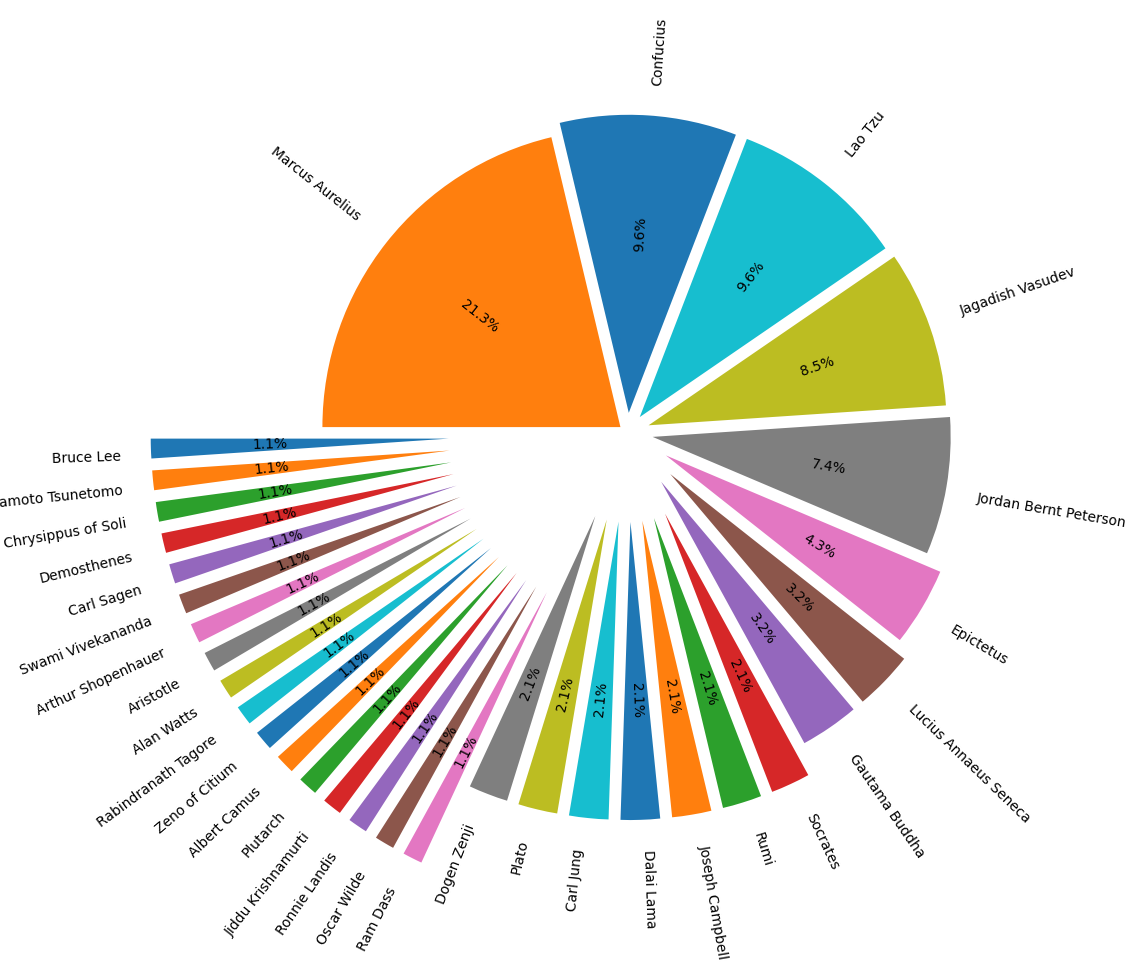 Confucius
9.6%
Lao Tzu
9.6%
Jagadish Vasudev
8.5%
Jordan Bernt Peterson
7.4%
Epictetus
4.3%
Lucius Annaeus Seneca
3.2%
Gautama Buddha
3.2%
Socrates
2.1%
Rumi
2.1%
Joseph Campbell
2.1%
Dalai Lama
2.1%
Carl Jung
2.1%
Plato
2.1%
Dogen Zenji
2.1%
Ram Dass
1.1%
Oscar Wilde
1.1%
Ronnie Landis
1.1%
Jiddu Krishnamurti
1.1%
Plutarch
1.1%
Albert Camus
1.1%
Zeno of Citium
1.1%
Rabindranath Tagore
1.1%
Alan Watts
1.1%
Aristotle
1.1%
Arthur Shopenhauer
1.1%
Swami Vivekananda
1.1%
Carl Sagen
1.1%
Demosthenes
1.1%
Chrysippus of Soli
1.1%
amoto Tsunetomo
1.1%
Bruce Lee
1.1%
Marcus Aurelius
21.3%